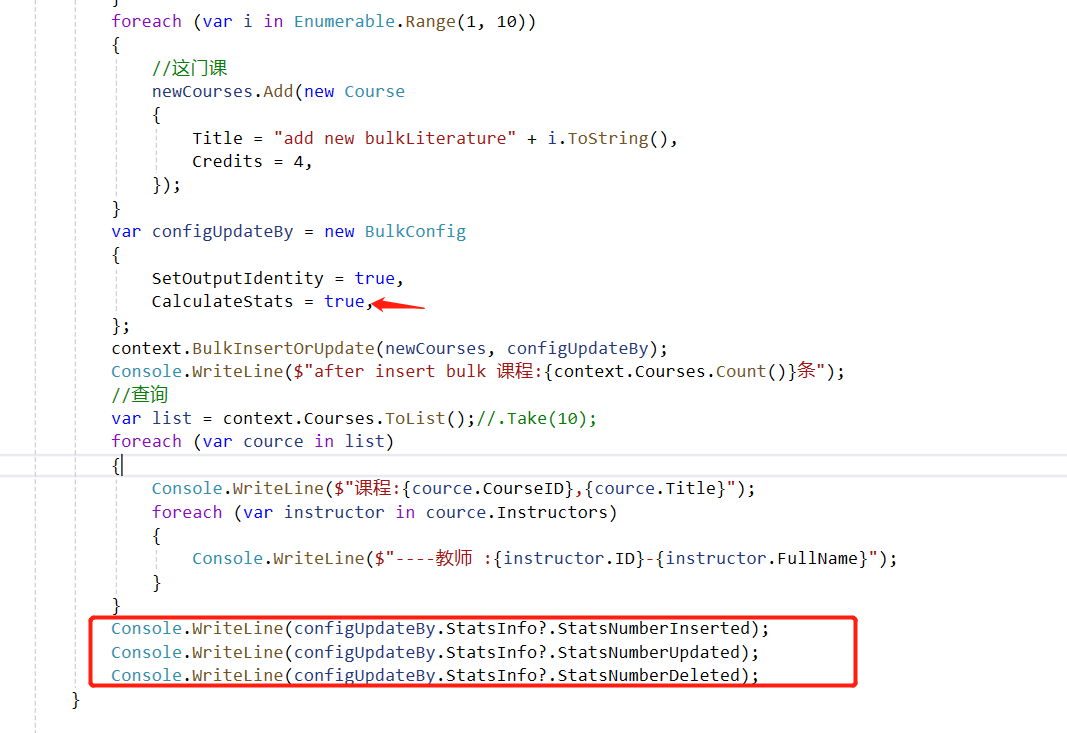 }
foreach (var i in Enumerable.Range(1, 10))
{
//这门课
newCourses.Add(new Course
{
Title = "add new bulkLiterature" + i.ToString(),
Credits = 4,
});
}
var configUpdateBy = new BulkConfig
{
SetOutputIdentity = true,
CalculateStats = true,
};
context.BulkInsertOrUpdate(newCourses, configUpdateBy);
Console.WriteLine($"after insert bulk 课程:{context.Courses.Count()}条");
//查询
var list = context.Courses.ToList();//.Take(10);
foreach (var cource in list)
{
Console.WriteLine($"课程:{cource.CourseID},{cource.Title}");
foreach (var instructor in cource.Instructors)
{
Console.WriteLine($"----教师 :{instructor.ID}-{instructor.FullName}");
}
}
Console.WriteLine(configUpdateBy.StatsInfo?.StatsNumberInserted);
Console.WriteLine(configUpdateBy.StatsInfo?.StatsNumberUpdated);
Console.WriteLine(configUpdateBy.StatsInfo?.StatsNumberDeleted);
}